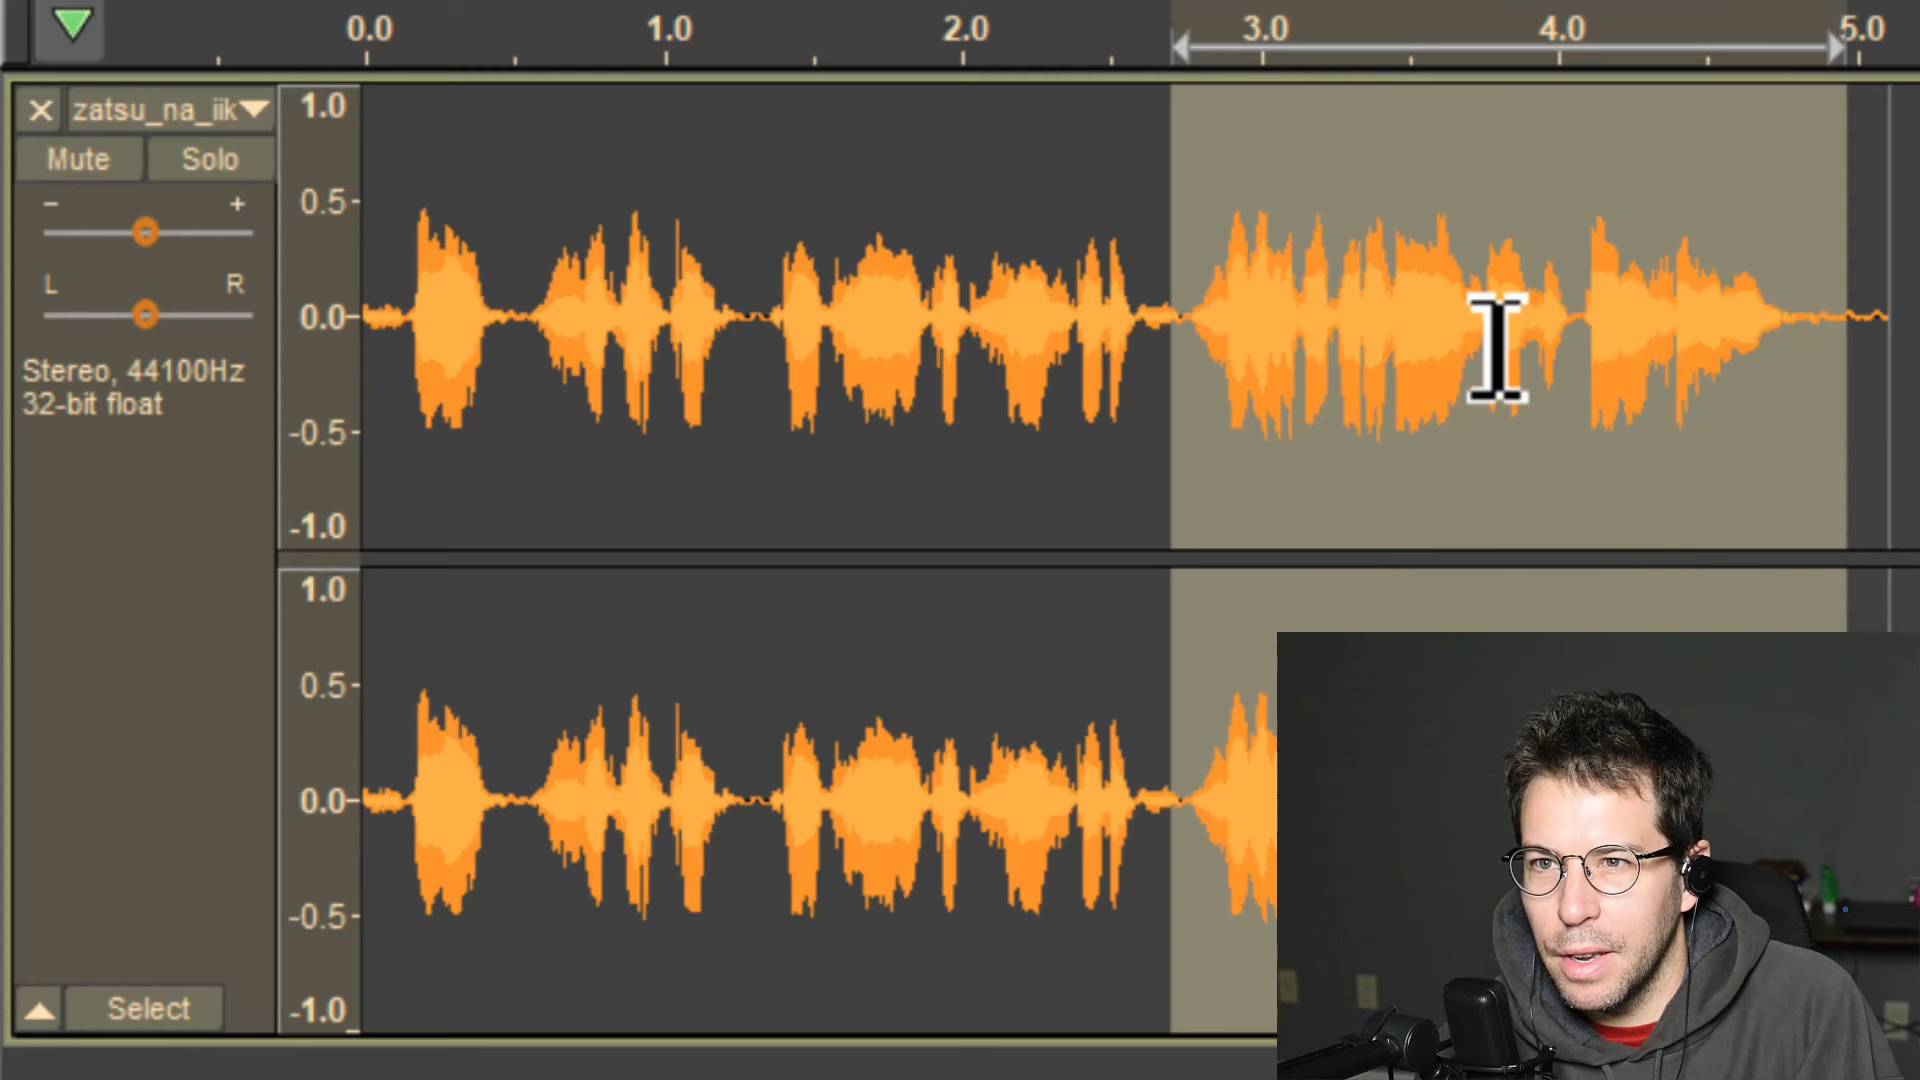 0.0 1.0 2.0 3.0 4.0 5.0
zatsu_na_iik
Mute Solo
- +
L R
Stereo, 44100Hz
32-bit float
Select
1.0
0.5-
0.0-
-0.5-
-1.0
1.0
0.5-
0.0-
-0.5-
-1.0